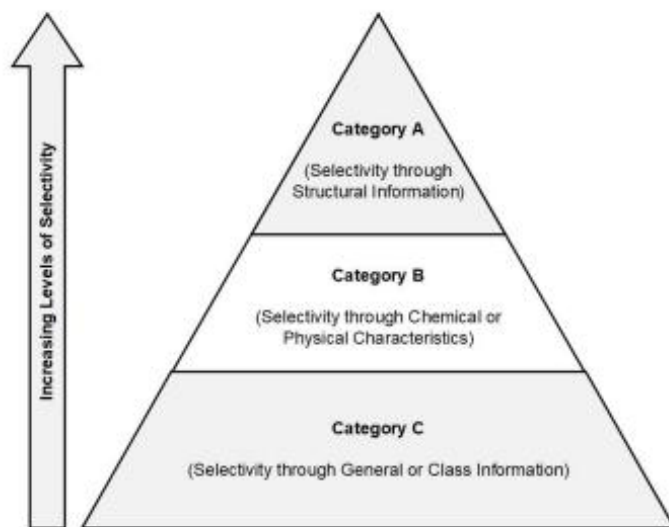 Increasing Levels of Selectivity
Category A
(Selectivity through
Structural Information)
Category B
(Selectivity through Chemical or
Physical Characteristics)
Category C
(Selectivity through General or Class Information)